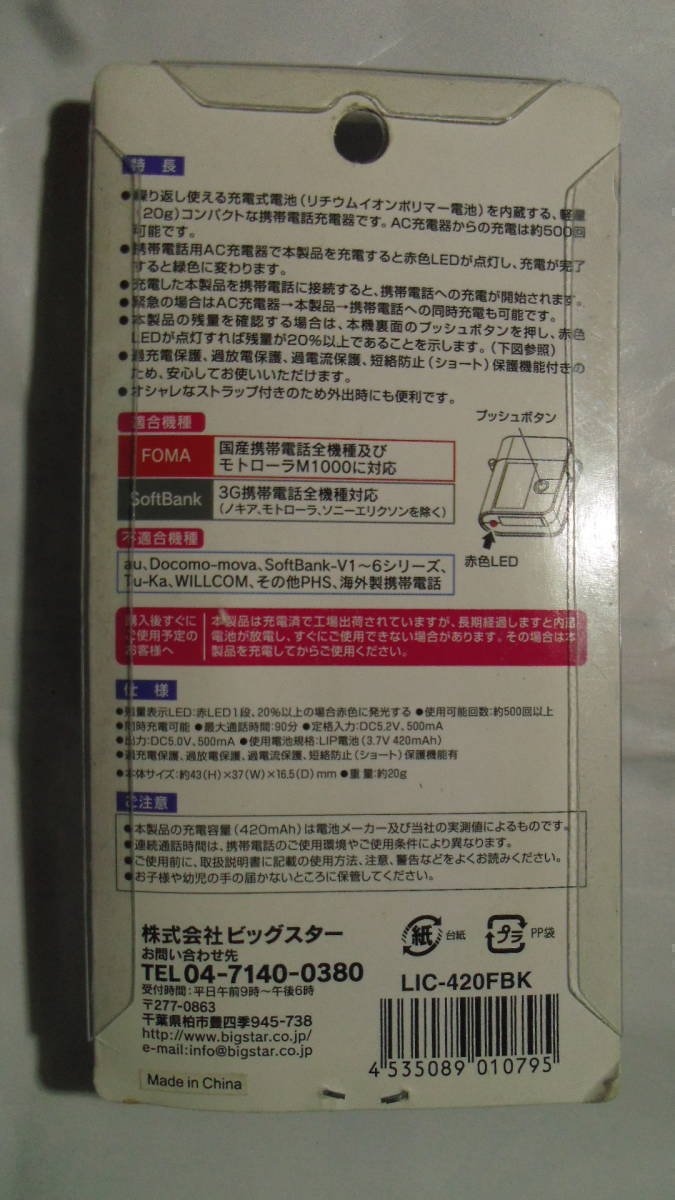 特長
●繰り返し使える充電式電池(リチウムイオンポリマー電池)を内蔵する、軽量
(20g)コンパクトな携帯電話充電器です。AC充電器からの充電は約500回
可能です。
●携帯電話用AC充電器で本製品を充電すると赤色LEDが点灯し、充電が完了
すると緑色に変わります。
●充電した本製品を携帯電話に接続すると、携帯電話への充電が開始されます。
●緊急の場合はAC充電器→本製品→携帯電話への同時充電も可能です。
●本製品の残量を確認する場合は、本機裏面のプッシュボタンを押し、赤色
LEDが点灯すれば残量が20%以上であることを示します。(下図参照)
●過充電保護、過放電保護、過電流保護、短絡防止(ショート)保護機能付きの
ため、安心してお使いいただけます。
●オシャレなストラップ付きのため外出時にも便利です。
適合機種
FOMA
国産携帯電話全機種及び
モトローラM1000に対応
SoftBank
3G携帯電話全機種対応
(ノキア、モトローラ、ソニーエリクソンを除く)
プッシュボタン
赤色LED
不適合機種
au、Docomo-mova、SoftBank-V1〜6シリーズ、
Tu-Ka、WILLCOM、その他PHS、海外製携帯電話
購入後すぐに
ご使用予定の
お客様へ
本製品は充電済で工場出荷されていますが、長期経過しますと内蔵
電池が放電し、すぐにご使用できない場合があります。その場合は本
製品を充電してからご使用ください。
仕様
●残量表示LED:赤LED1段、20%以上の場合赤色に発光する ●使用可能回数:約500回以上
●同時充電可能 ●最大通話時間:90分 ●定格入力:DC5.2V、500mA
●出力:DC5.0V、500mA ●使用電池規格:LIP電池(3.7V 420mAh)
●過充電保護、過放電保護、過電流保護、短絡防止(ショート)保護機能有
●本体サイズ:約43(H)×37(W)×16.5(D)mm ●重量:約20g
ご注意
●本製品の充電容量(420mAh)は電池メーカー及び当社の実測値によるものです。
●連続通話時間は、携帯電話のご使用環境やご使用条件により異なります。
●ご使用前に、取扱説明書に記載の使用方法、注意、警告などをよくお読みください。
●お子様や幼児の手の届かないところに保管してください。
株式会社ビッグスター
お問い合わせ先
TEL04-7140-0380
受付時間:平日午前9時〜午後6時
〒277-0863
千葉県柏市豊四季945-738
http://www.bigstar.co.jp/
e-mail:info@bigstar.co.jp
Made in China
紙 台紙
プラ PP袋
LIC-420FBK
4 535089 010795